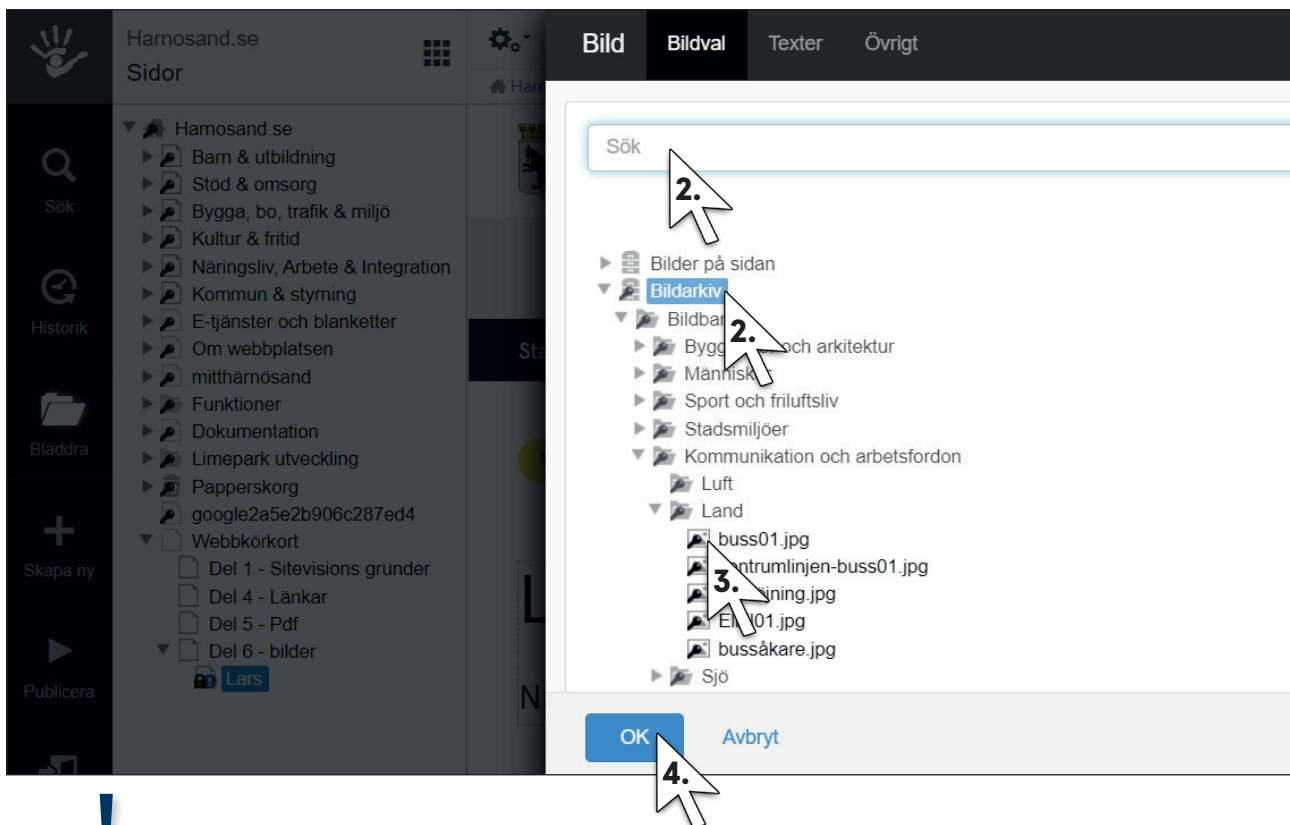 Harnosand.se
Sidor
Sök
Historik
Bläddra
Skapa ny
Publicera
Harnosand.se
Barn & utbildning
Stöd & omsorg
Bygga, bo, trafik & miljö
Kultur & fritid
Näringsliv, Arbete & Integration
Kommun & styrning
E-tjänster och blanketter
Om webbplatsen
mitthärnösand
Funktioner
Dokumentation
Limepark utveckling
Papperskorg
google2a5e2b906c287ed4
Webbkörkort
Del 1 - Sitevisions grunder
Del 4 - Länkar
Del 5 - Pdf
Del 6 - bilder
Lars
Bild Bildval Texter Övrigt
Sök
2.
Bilder på sidan
Bildarkiv
2.
och arkitektur
Sport och friluftsliv
Stadsmiljöer
Kommunikation och arbetsfordon
Luft
Land
buss01.jpg
3.
bussåkare.jpg
Sjö
OK Avbryt
4.
!